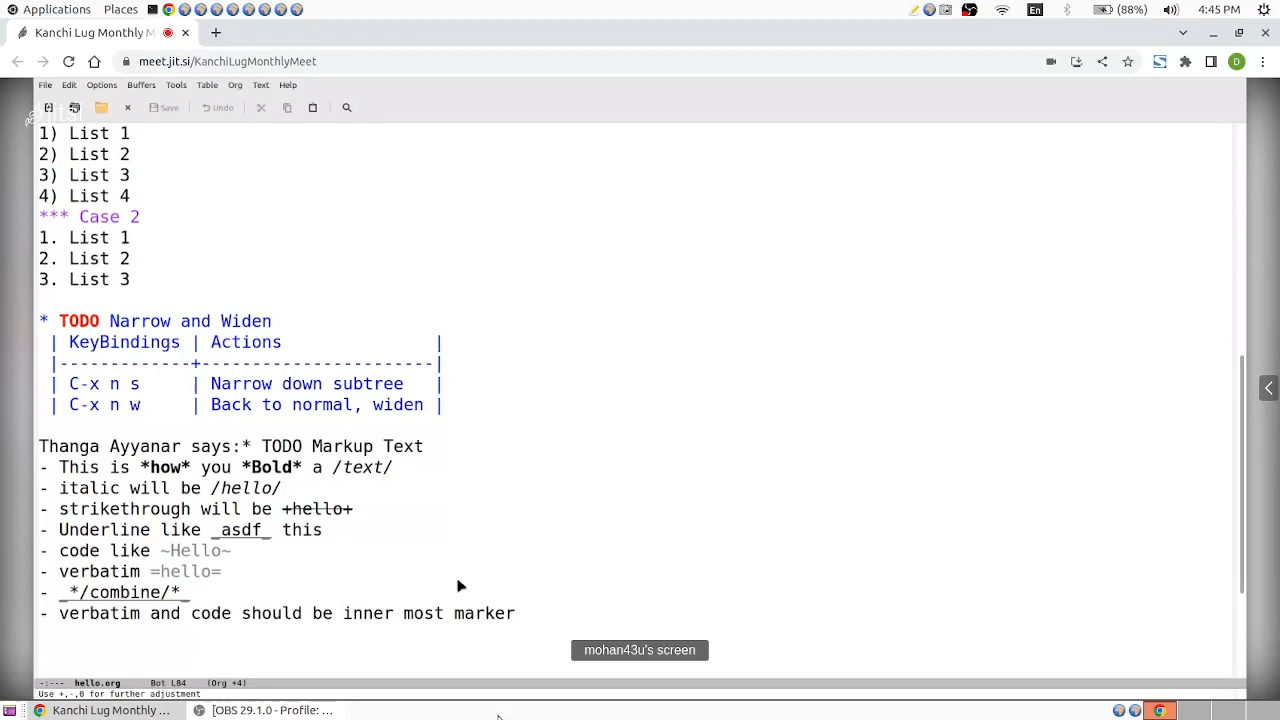 Applications Places En (88%) 4:45 PM
Kanchi Lug Monthly M
meet.jit.si/KanchiLugMonthlyMeet D
File Edit Options Buffers Tools Table Org Text Help
jitsi Save Undo
1) List 1
2) List 2
3) List 3
4) List 4
*** Case 2
1. List 1
2. List 2
3. List 3
* TODO Narrow and Widen
| KeyBindings | Actions |
|-------------+-----------------------|
| C-x n s | Narrow down subtree |
| C-x n w | Back to normal, widen |
Thanga Ayyanar says:* TODO Markup Text
- This is *how* you *Bold* a /text/
- italic will be /hello/
- strikethrough will be +hello+
- Underline like _asdf_ this
- code like ~Hello~
- verbatim =hello=
- _*/combine/*_
- verbatim and code should be inner most marker
mohan43u's screen
-:--- hello.org Bot L84 (Org +4)
Use +,-,0 for further adjustment
Kanchi Lug Monthly ... [OBS 29.1.0 - Profile: ...